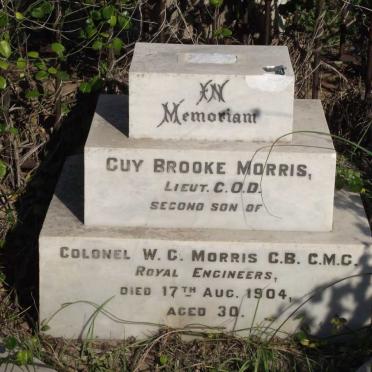 IN
Memoriam
GUY BROOKE MORRIS,
LIEUT. C.O.D.
SECOND SON OF
COLONEL W. G. MORRIS C.B. C.M.G.
ROYAL ENGINEERS,
DIED 17TH AUG. 1904,
AGED 30.